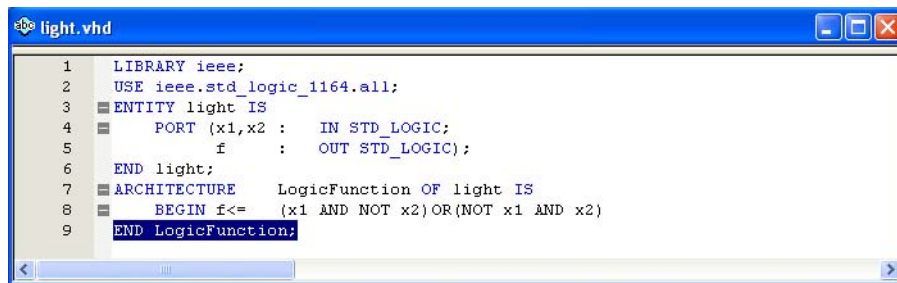 abc light.vhd
1 LIBRARY ieee;
2 USE ieee.std_logic_1164.all;
3 ENTITY light IS
4 PORT (x1,x2 : IN STD_LOGIC;
5 f : OUT STD_LOGIC);
6 END light;
7 ARCHITECTURE LogicFunction OF light IS
8 BEGIN f<= (x1 AND NOT x2)OR(NOT x1 AND x2)
9 END LogicFunction;